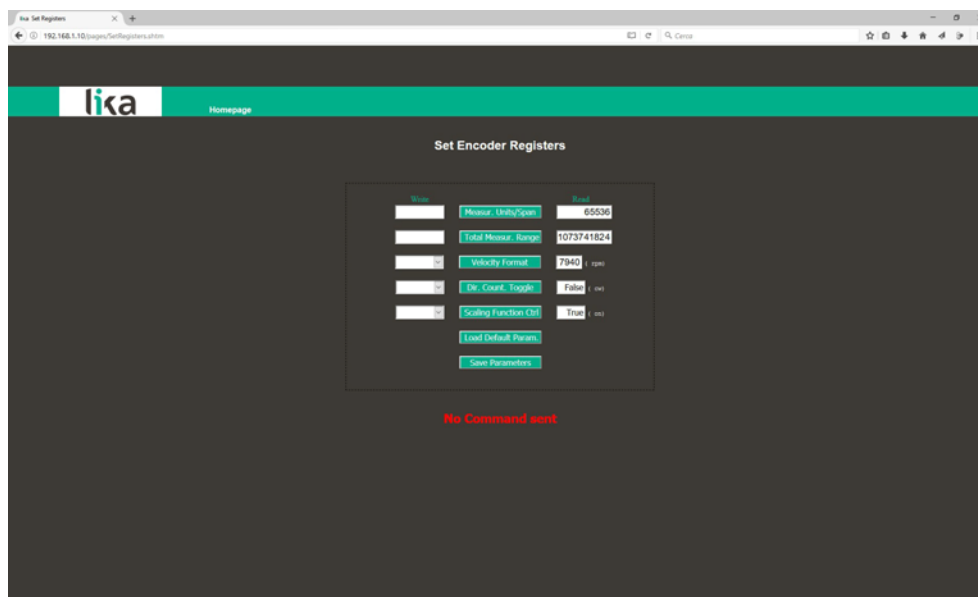 lika Set Registers
192.168.1.10/pages/SetRegisters.shtm
Cerca
lika
Homepage
Set Encoder Registers
Write Read
Measur. Units/Span 65536
Total Measur. Range 1073741824
Velocity Format 7940 ( rpm)
Dir. Count. Toggle False ( cw)
Scaling Function Ctrl True ( on)
Load Default Param.
Save Parameters
No Command sent